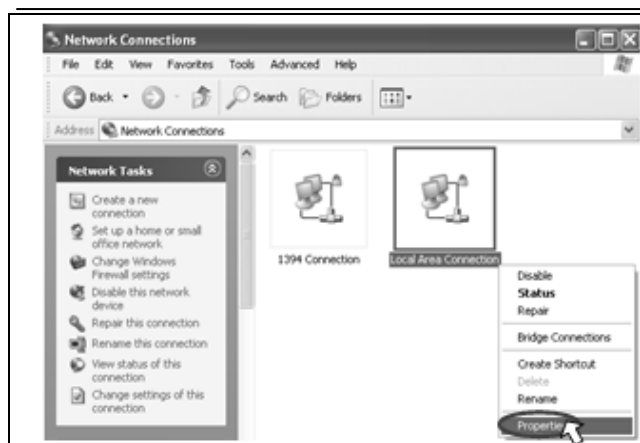 Network Connections
File Edit View Favorites Tools Advanced Help
Back Search Folders
Address Network Connections
Network Tasks
Create a new
connection
Set up a home or small
office network
Change Windows
Firewall settings
Disable this network
device
Repair this connection
Rename this connection
View status of this
connection
Change settings of this
connection
1394 Connection
Local Area Connection
Disable
Status
Repair
Bridge Connections
Create Shortcut
Delete
Rename
Properties